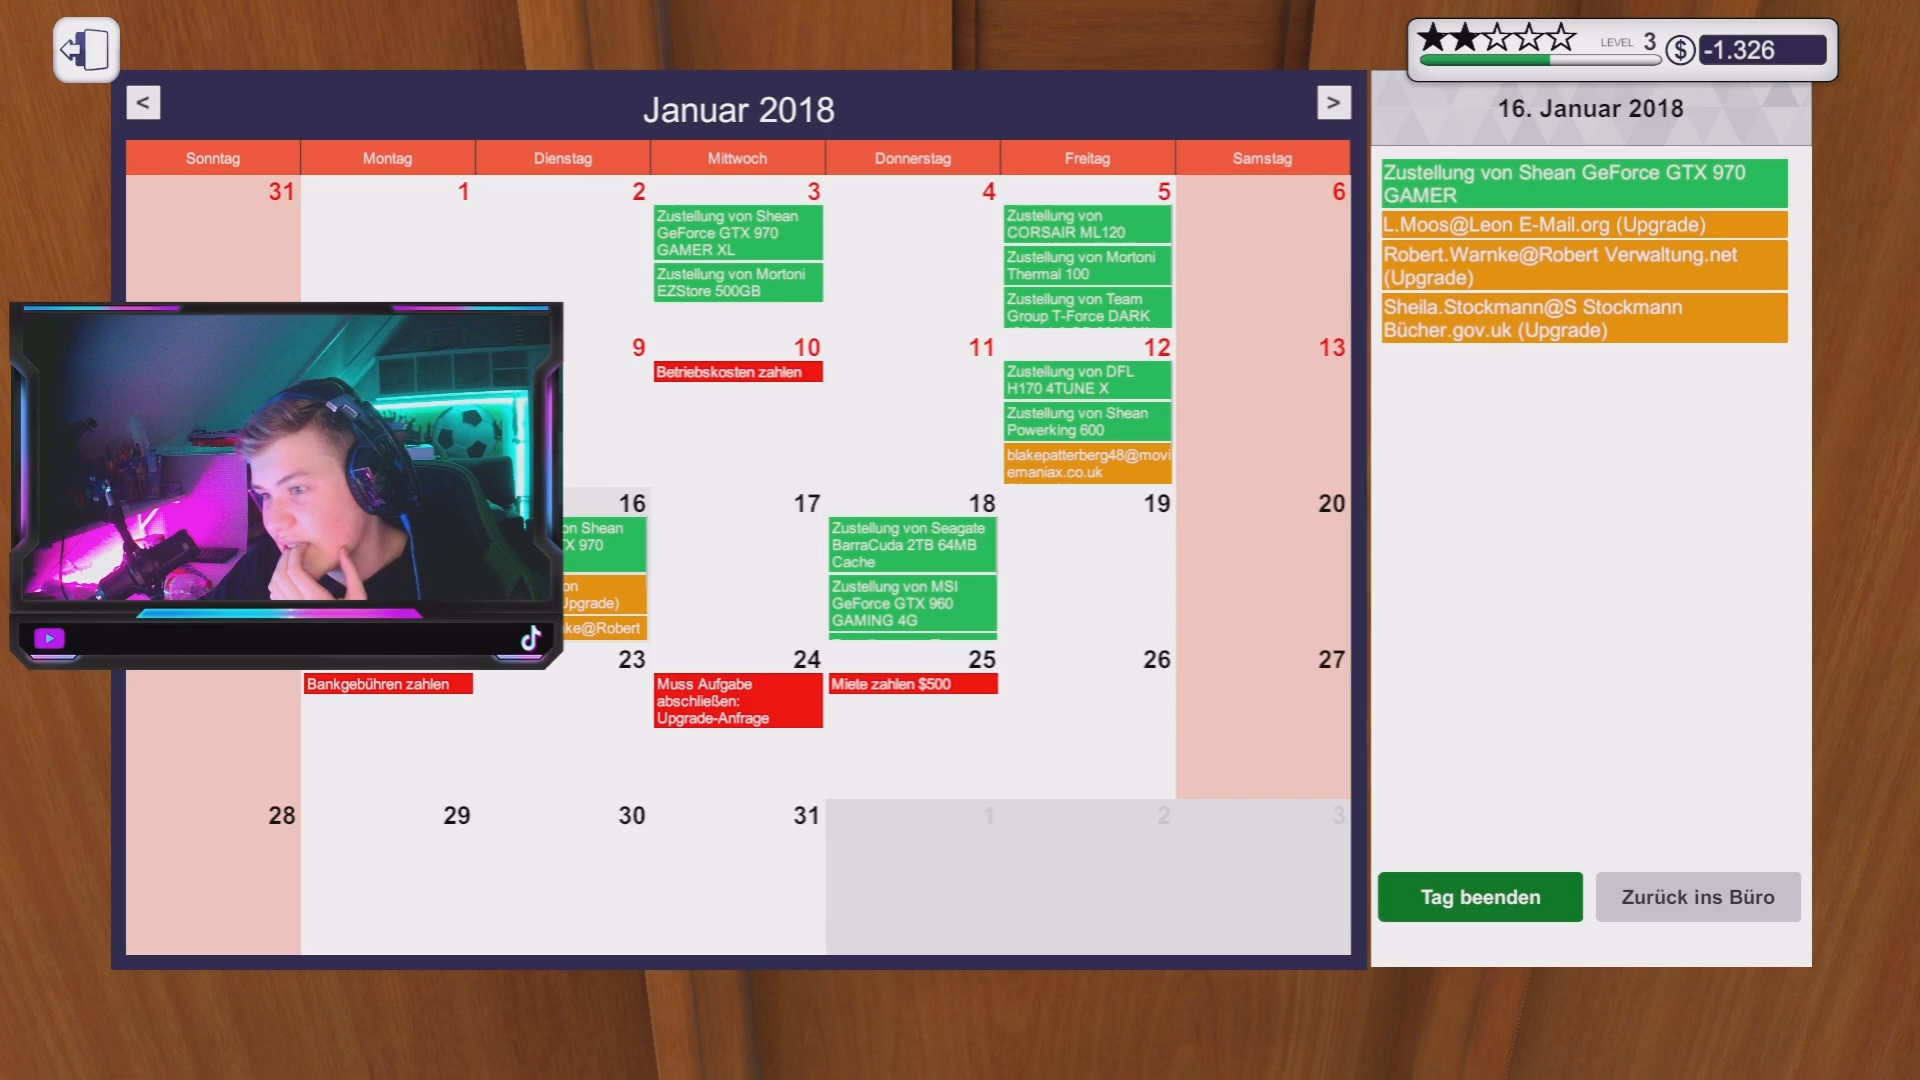 LEVEL 3
$ -1.326
< Januar 2018 >
16. Januar 2018
Sonntag Montag Dienstag Mittwoch Donnerstag Freitag Samstag
31 1 2 3 4 5 6
Zustellung von Shean
GeForce GTX 970
GAMER XL
Zustellung von Mortoni
EZStore 500GB
Zustellung von
CORSAIR ML120
Zustellung von Mortoni
Thermal 100
Zustellung von Team
Group T-Force DARK
9 10 11 12 13
Betriebskosten zahlen
Zustellung von DFL
H170 4TUNE X
Zustellung von Shean
Powerking 600
blakepatterberg48@movi
emaniax.co.uk
16 17 18 19 20
on Shean
X 970
on
Upgrade)
ke@Robert
Zustellung von Seagate
BarraCuda 2TB 64MB
Cache
Zustellung von MSI
GeForce GTX 960
GAMING 4G
23 24 25 26 27
Bankgebühren zahlen
Muss Aufgabe
abschließen:
Upgrade-Anfrage
Miete zahlen $500
28 29 30 31 1 2 3
Zustellung von Shean GeForce GTX 970
GAMER
L.Moos@Leon E-Mail.org (Upgrade)
Robert.Warnke@Robert Verwaltung.net
(Upgrade)
Sheila.Stockmann@S Stockmann
Bücher.gov.uk (Upgrade)
Tag beenden
Zurück ins Büro